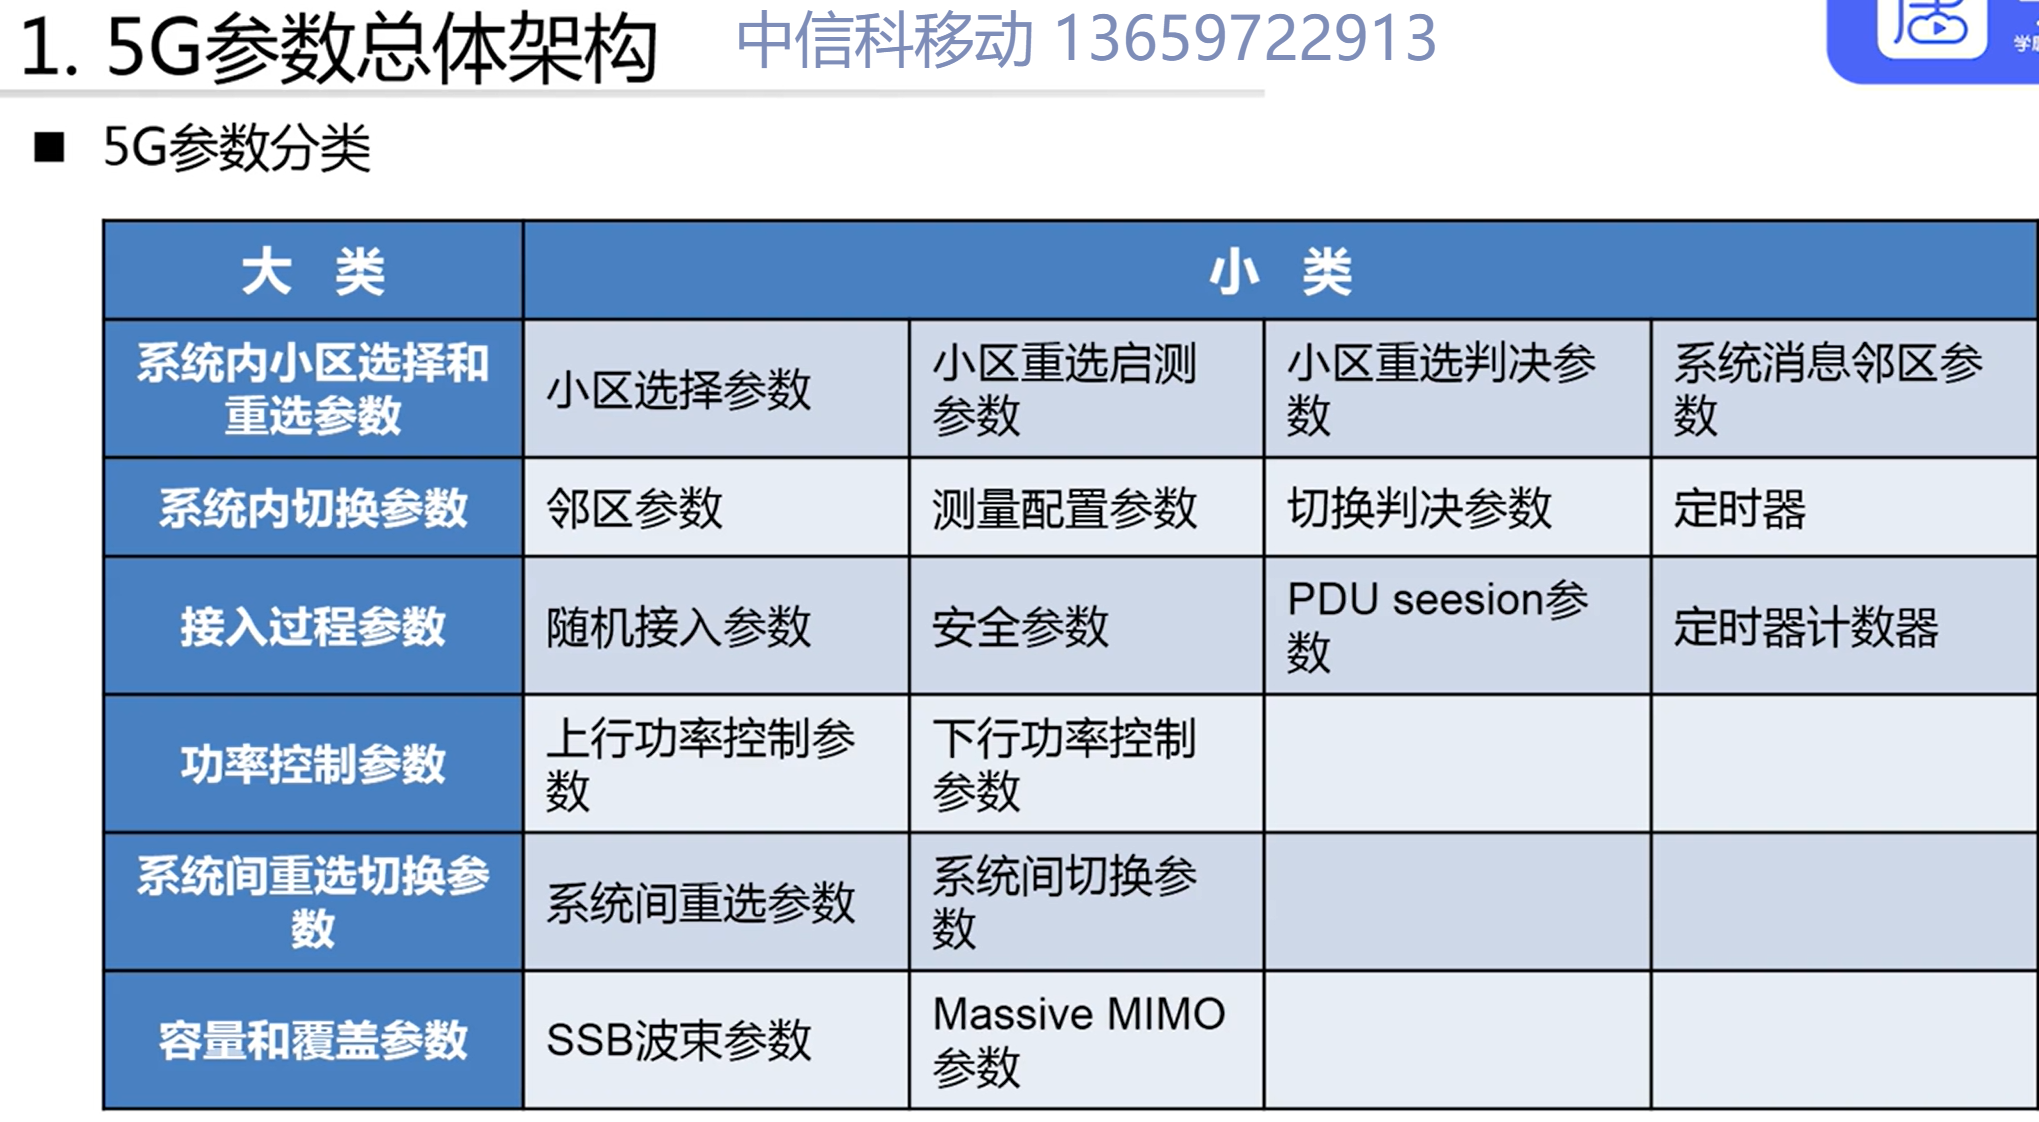 1. 5G参数总体架构
中信科移动 13659722913
■ 5G参数分类
大 类
小 类
系统内小区选择和
重选参数
小区选择参数
小区重选启测
参数
小区重选判决参
数
系统消息邻区参
数
系统内切换参数
邻区参数
测量配置参数
切换判决参数
定时器
接入过程参数
随机接入参数
安全参数
PDU seesion参
数
定时器计数器
功率控制参数
上行功率控制参
数
下行功率控制
参数
系统间重选切换参
数
系统间重选参数
系统间切换参
数
容量和覆盖参数
SSB波束参数
Massive MIMO
参数